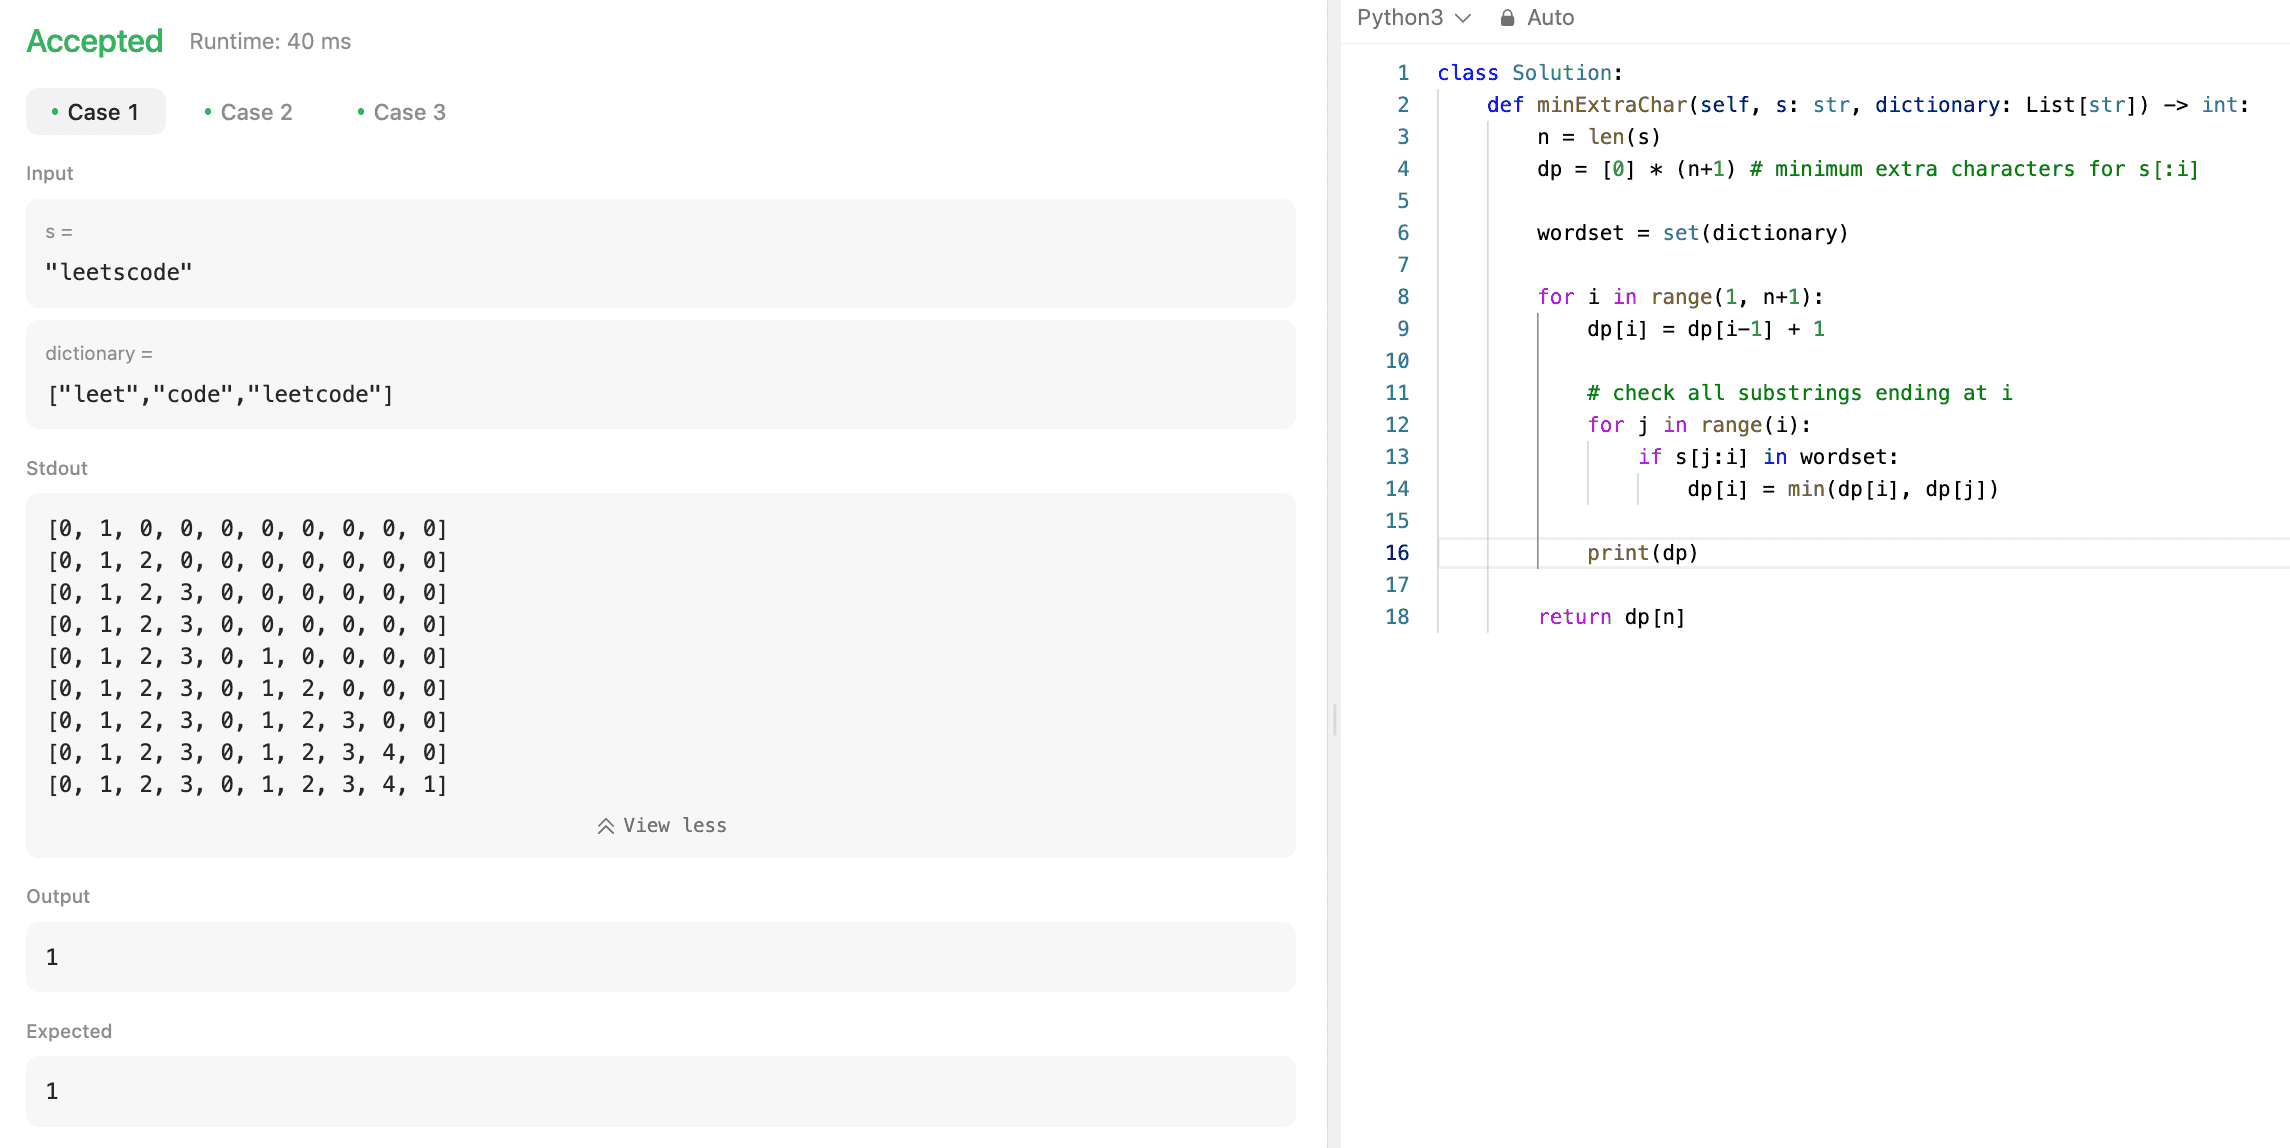 Accepted Runtime: 40 ms
• Case 1 • Case 2 • Case 3
Input
s =
"leetscode"
dictionary =
["leet","code","leetcode"]
Stdout
[0, 1, 0, 0, 0, 0, 0, 0, 0, 0]
[0, 1, 2, 0, 0, 0, 0, 0, 0, 0]
[0, 1, 2, 3, 0, 0, 0, 0, 0, 0]
[0, 1, 2, 3, 0, 0, 0, 0, 0, 0]
[0, 1, 2, 3, 0, 1, 0, 0, 0, 0]
[0, 1, 2, 3, 0, 1, 2, 0, 0, 0]
[0, 1, 2, 3, 0, 1, 2, 3, 0, 0]
[0, 1, 2, 3, 0, 1, 2, 3, 4, 0]
[0, 1, 2, 3, 0, 1, 2, 3, 4, 1]
View less
Output
1
Expected
1
Python3 Auto
1 class Solution:
2     def minExtraChar(self, s: str, dictionary: List[str]) -> int:
3         n = len(s)
4         dp = [0] * (n+1) # minimum extra characters for s[:i]
5
6         wordset = set(dictionary)
7
8         for i in range(1, n+1):
9             dp[i] = dp[i-1] + 1
10
11             # check all substrings ending at i
12             for j in range(i):
13                 if s[j:i] in wordset:
14                     dp[i] = min(dp[i], dp[j])
15
16             print(dp)
17
18         return dp[n]